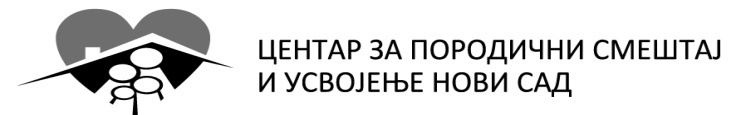 ЦЕНТАР ЗА ПОРОДИЧНИ СМЕШТАЈ
И УСВОЈЕЊЕ НОВИ САД